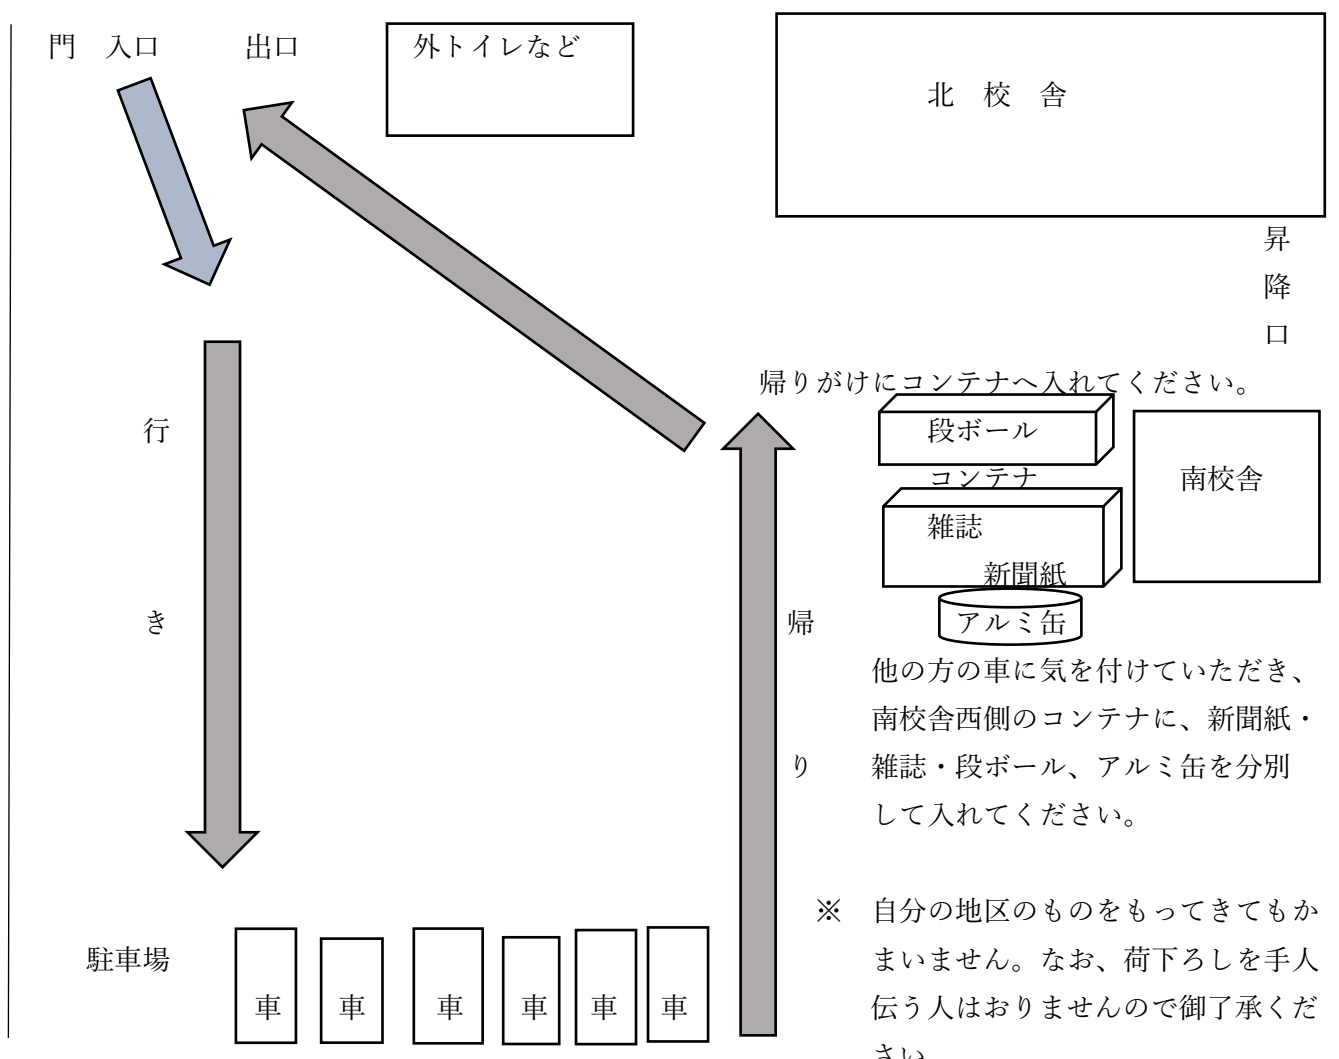 門　入口　　　出口　　　　外トイレなど
北　校　舎
昇
降
口
帰りがけにコンテナへ入れてください。
行　　段ボール
コンテナ　　南校舎
雑誌
新聞紙
き　　帰　　アルミ缶
他の方の車に気を付けていただき、
南校舎西側のコンテナに、新聞紙・
り　　雑誌・段ボール、アルミ缶を分別
して入れてください。
※　自分の地区のものをもってきてもか
駐車場　　まいません。なお、荷下ろしを手人
車　車　車　車　車　車　　伝う人はおりませんので御了承くだ
さい